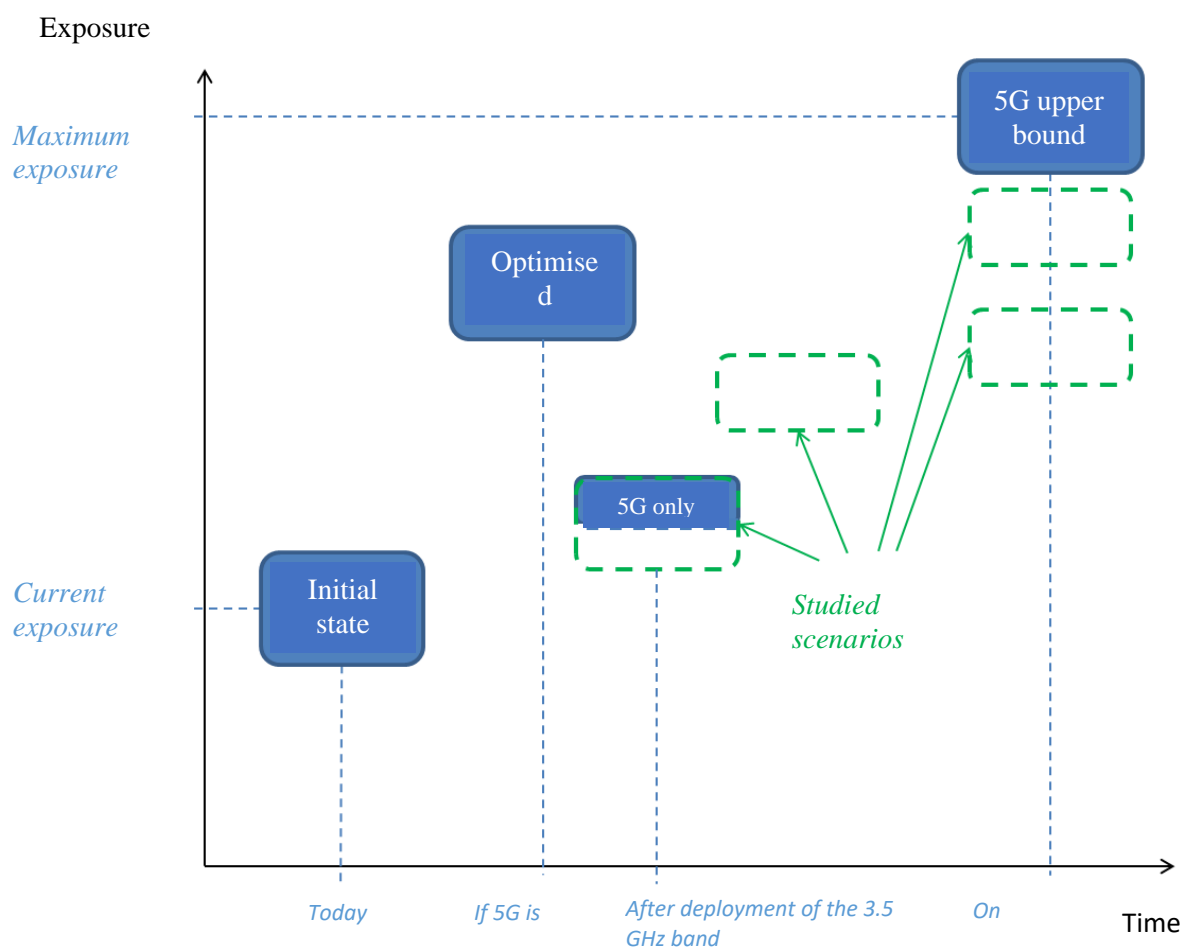 Exposure
Maximum
exposure
5G upper
bound
Optimise
d
5G only
Current
exposure
Initial
state
Studied
scenarios
Today
If 5G is
After deployment of the 3.5
GHz band
On
Time